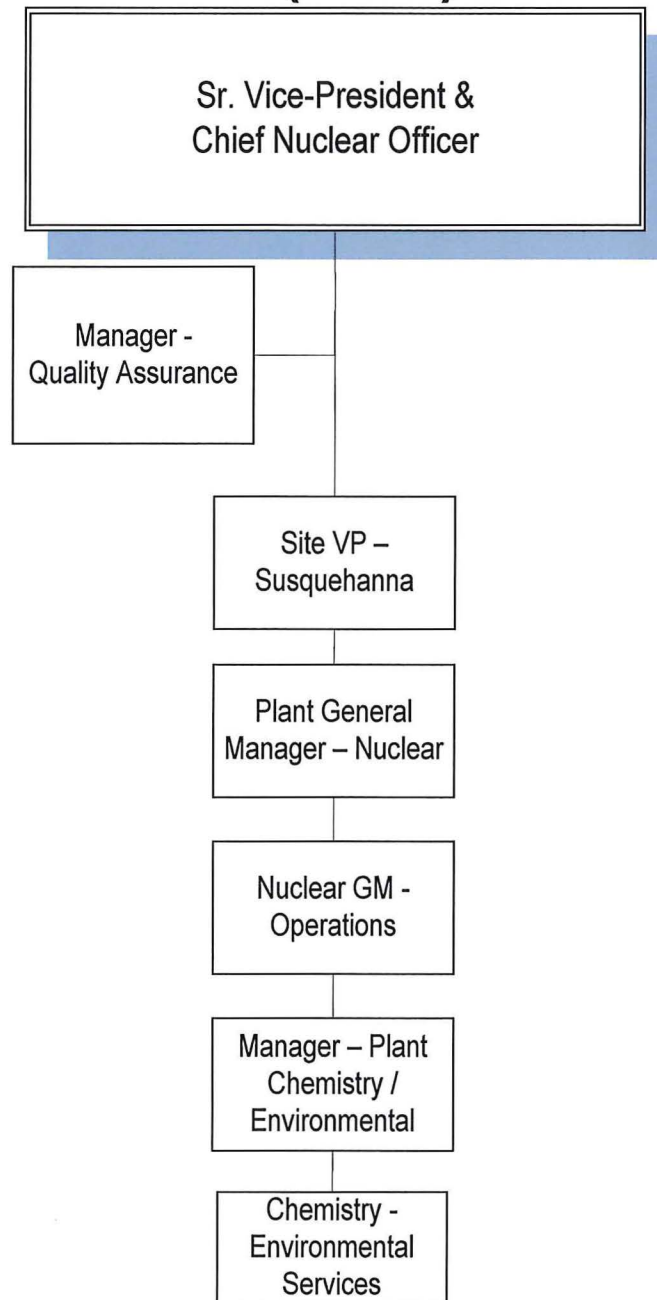 Sr. Vice-President &
Chief Nuclear Officer
Manager -
Quality Assurance
Site VP –
Susquehanna
Plant General
Manager – Nuclear
Nuclear GM -
Operations
Manager – Plant
Chemistry /
Environmental
Chemistry -
Environmental
Services